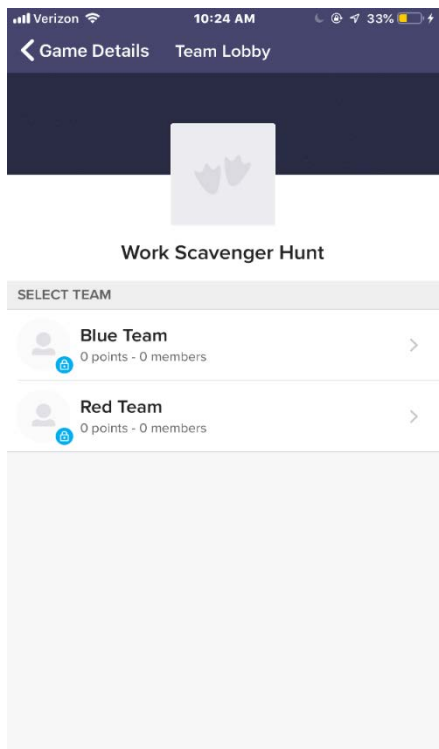 Verizon 10:24 AM 33%
Game Details Team Lobby
Work Scavenger Hunt
SELECT TEAM
Blue Team
0 points - 0 members
Red Team
0 points - 0 members